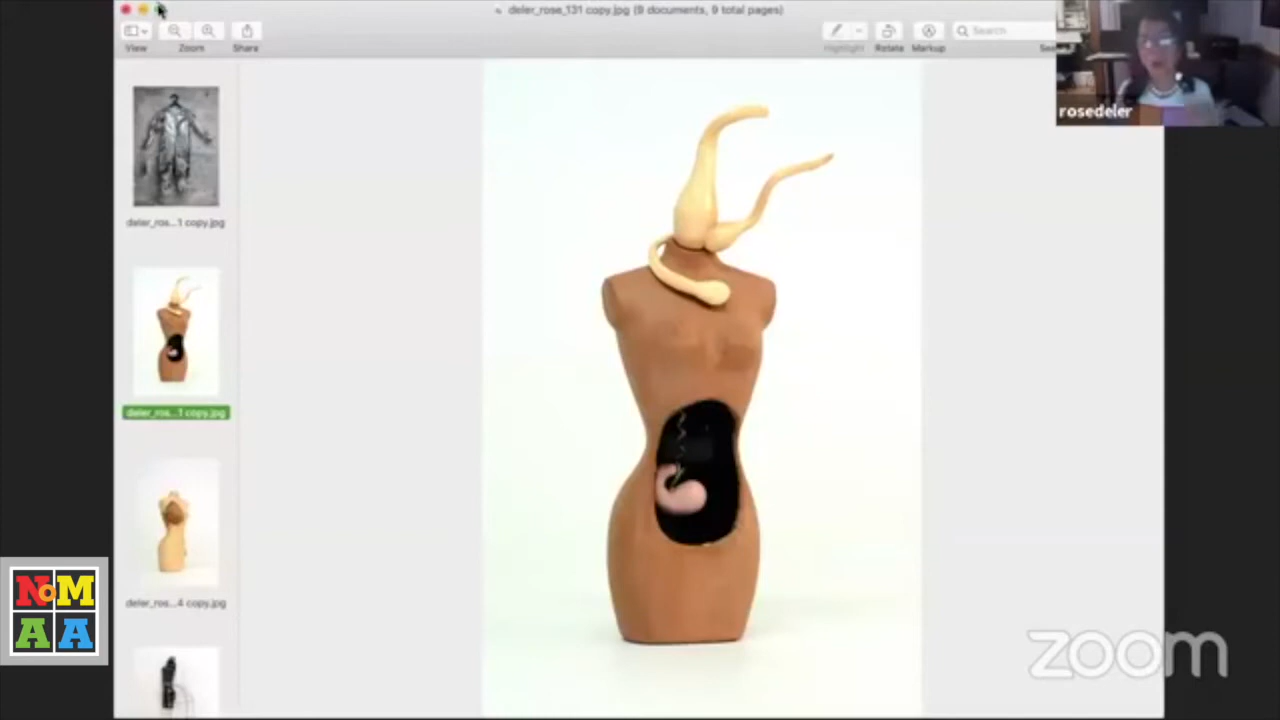 deler_rose_131 copy.jpg (9 documents, 9 total pages)
View
Zoom
Share
Highlight
Rotate
Markup
Search
rosedeler
deler_ros...1 copy.jpg
deler_ros...1 copy.jpg
deler_ros...4 copy.jpg
NoMAA
zoom